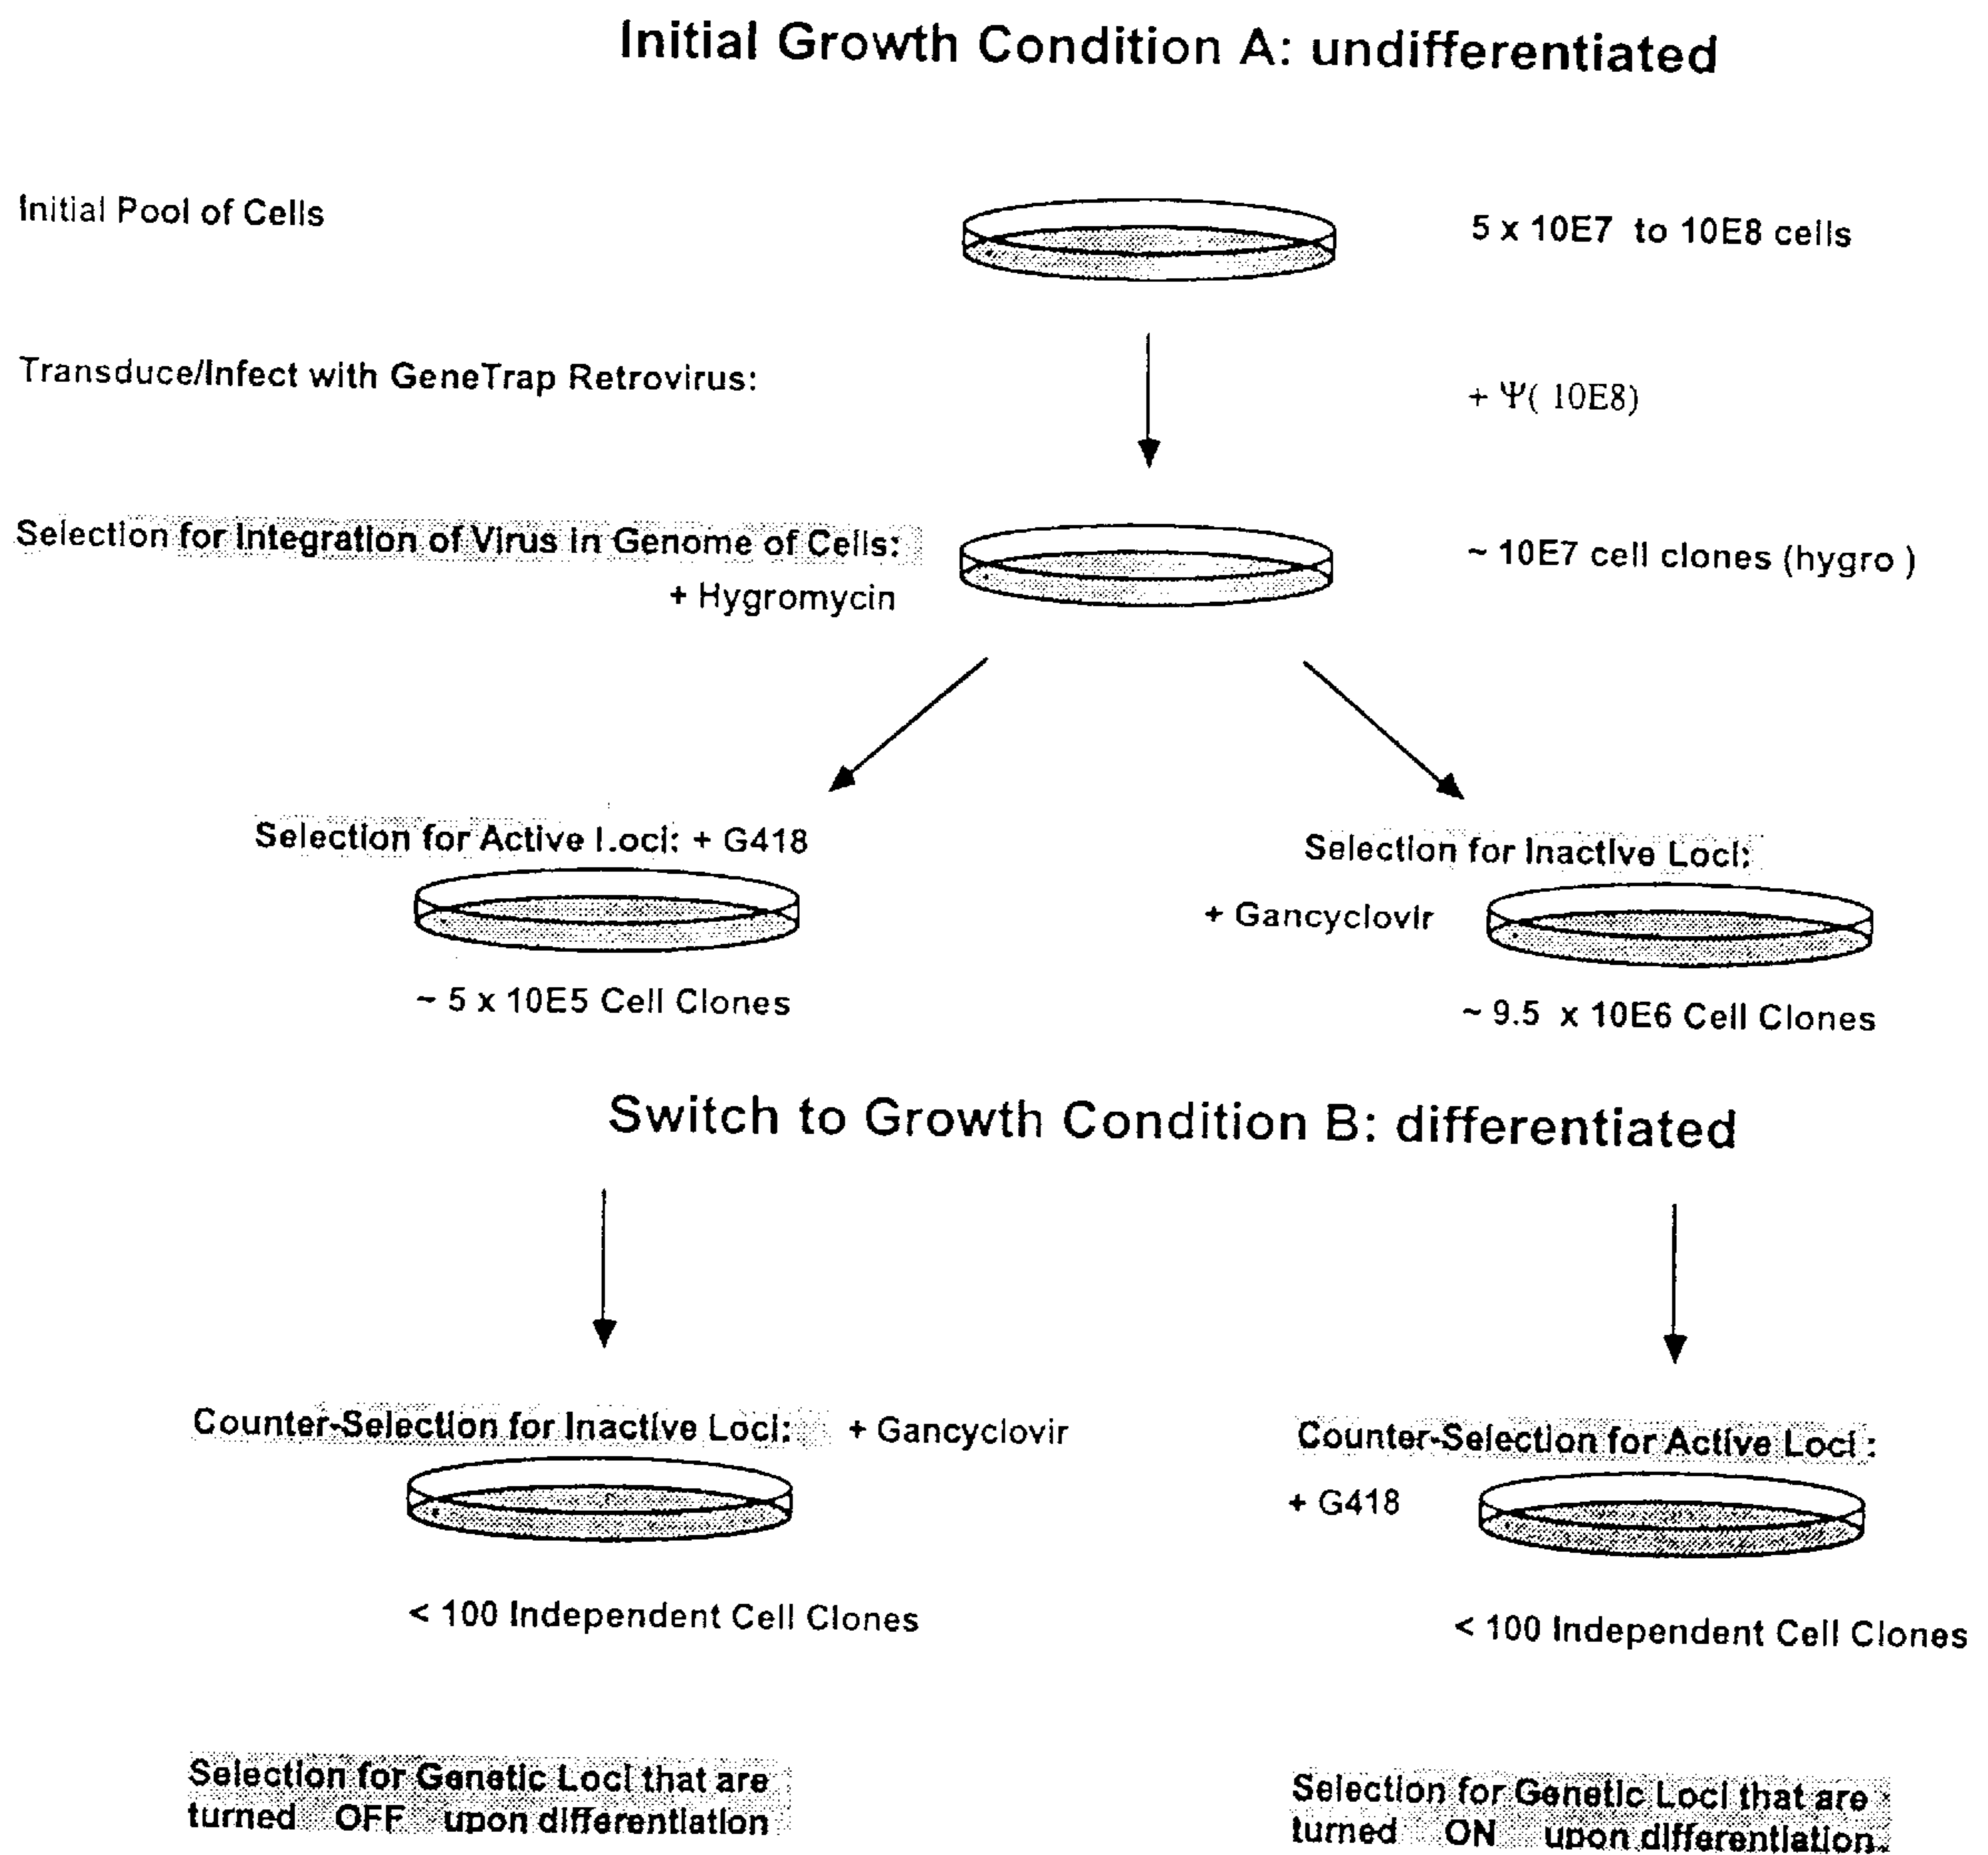 Initial Growth Condition A: undifferentiated
Initial Pool of Cells
5 x 10E7 to 10E8 cells
Transduce/Infect with GeneTrap Retrovirus:
+ Ψ( 10E8)
Selection for Integration of Virus in Genome of Cells:
+ Hygromycin
~ 10E7 cell clones (hygro )
Selection for Active Loci: + G418
~ 5 x 10E5 Cell Clones
Selection for Inactive Loci:
+ Gancyclovir
~ 9.5 x 10E6 Cell Clones
Switch to Growth Condition B: differentiated
Counter-Selection for Inactive Loci: + Gancyclovir
< 100 Independent Cell Clones
Counter-Selection for Active Loci :
+ G418
< 100 Independent Cell Clones
Selection for Genetic Loci that are
turned OFF upon differentiation
Selection for Genetic Loci that are
turned ON upon differentiation.